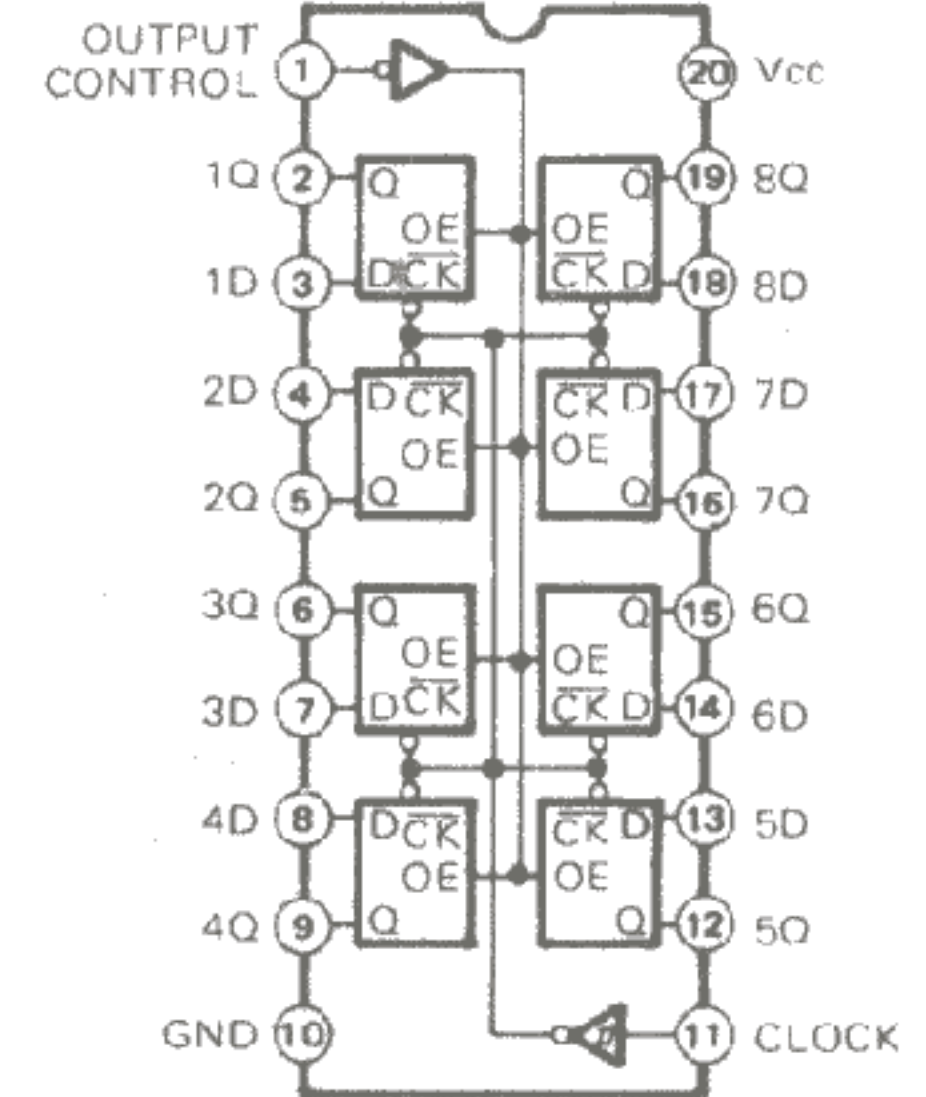 OUTPUT
CONTROL 1 20 Vcc
1Q 2 Q Q 19 8Q
OE OE
1D 3 D CK CK D 18 8D
2D 4 D CK CK D 17 7D
OE OE
2Q 5 Q Q 16 7Q
3Q 6 Q Q 15 6Q
OE OE
3D 7 D CK CK D 14 6D
4D 8 D CK CK D 13 5D
OE OE
4Q 9 Q Q 12 5Q
GND 10 11 CLOCK